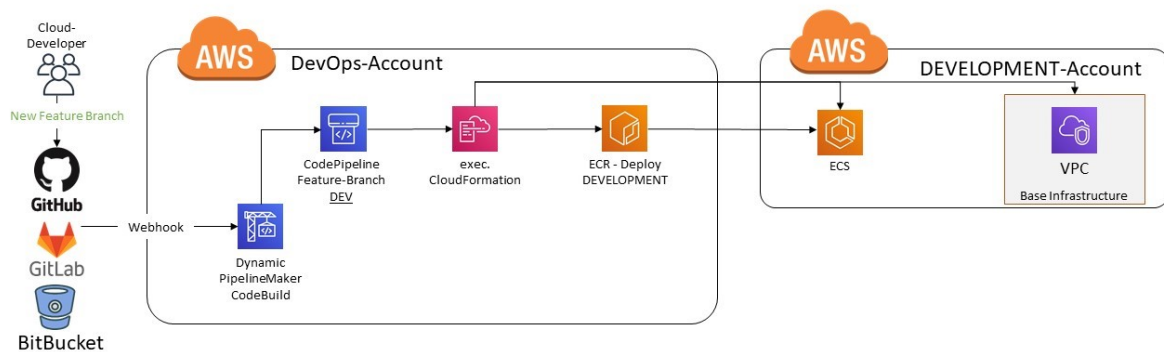 Cloud-
Developer
New Feature Branch
GitHub
GitLab
BitBucket
Webhook
AWS
DevOps-Account
Dynamic
PipelineMaker
CodeBuild
CodePipeline
Feature-Branch
DEV
exec.
CloudFormation
ECR - Deploy
DEVELOPMENT
AWS
DEVELOPMENT-Account
ECS
VPC
Base Infrastructure